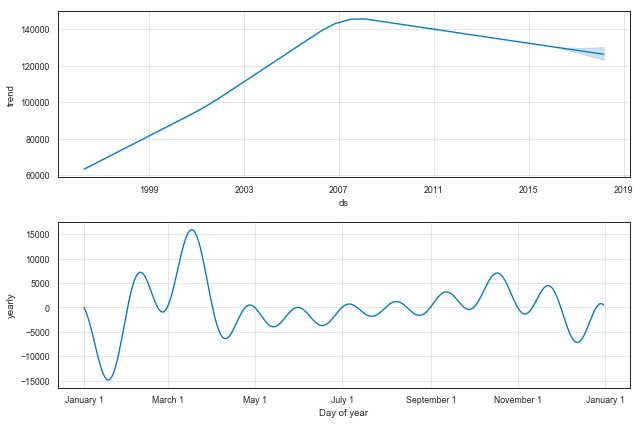 140000
120000
100000
80000
60000
trend
1999 2003 2007 2011 2015 2019
ds
15000
10000
5000
0
−5000
−10000
−15000
yearly
January 1 March 1 May 1 July 1 September 1 November 1 January 1
Day of year